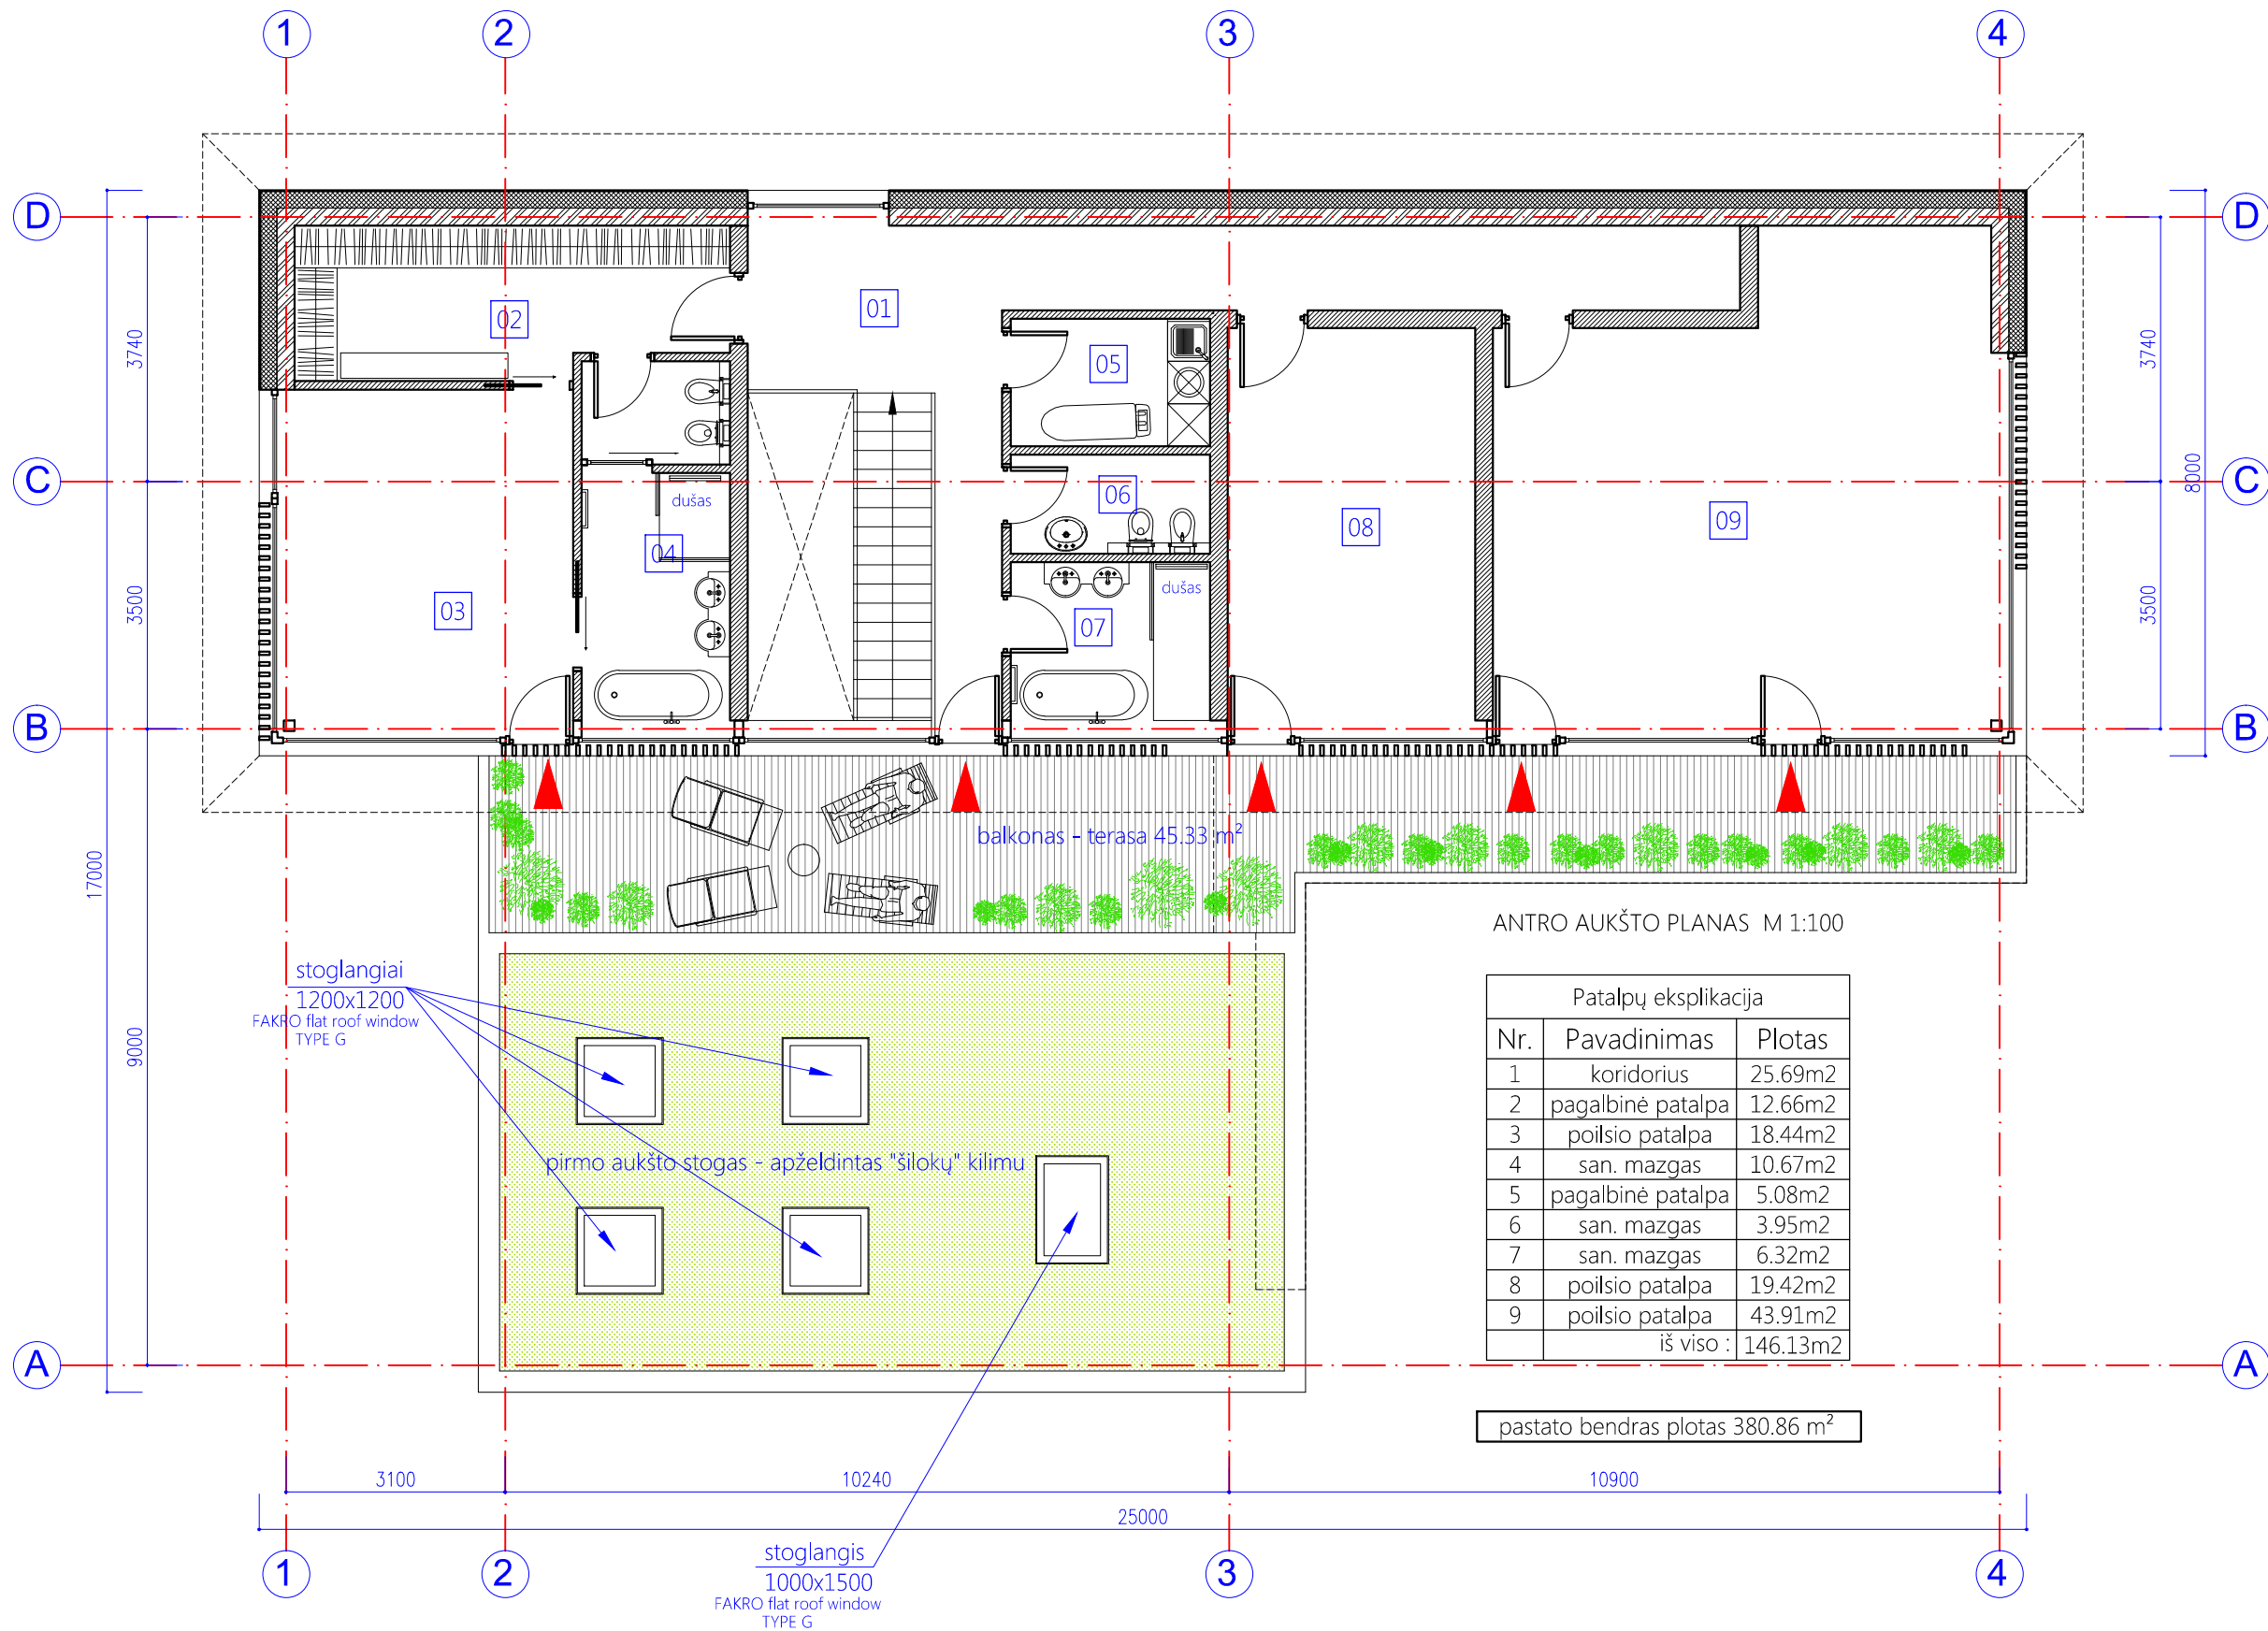 1 2 3 4
D D
02 01
05
3740 3740
C C
8000
dušas 06 08 09
04
dušas
03 07
3500 3500
B B
balkonas - terasa 45.33 m²
17000
ANTRO AUKŠTO PLANAS M 1:100
stoglangiai
1200x1200
FAKRO flat roof window
TYPE G
9000
Patalpų eksplikacija
Nr. Pavadinimas Plotas
1 koridorius 25.69m2
2 pagalbinė patalpa 12.66m2
3 poilsio patalpa 18.44m2
4 san. mazgas 10.67m2
5 pagalbinė patalpa 5.08m2
6 san. mazgas 3.95m2
7 san. mazgas 6.32m2
8 poilsio patalpa 19.42m2
9 poilsio patalpa 43.91m2
iš viso : 146.13m2
pirmo aukšto stogas - apželdintas "šilokų" kilimu
A A
pastato bendras plotas 380.86 m²
3100 10240 10900
25000
stoglangis
1000x1500
FAKRO flat roof window
TYPE G
1 2 3 4